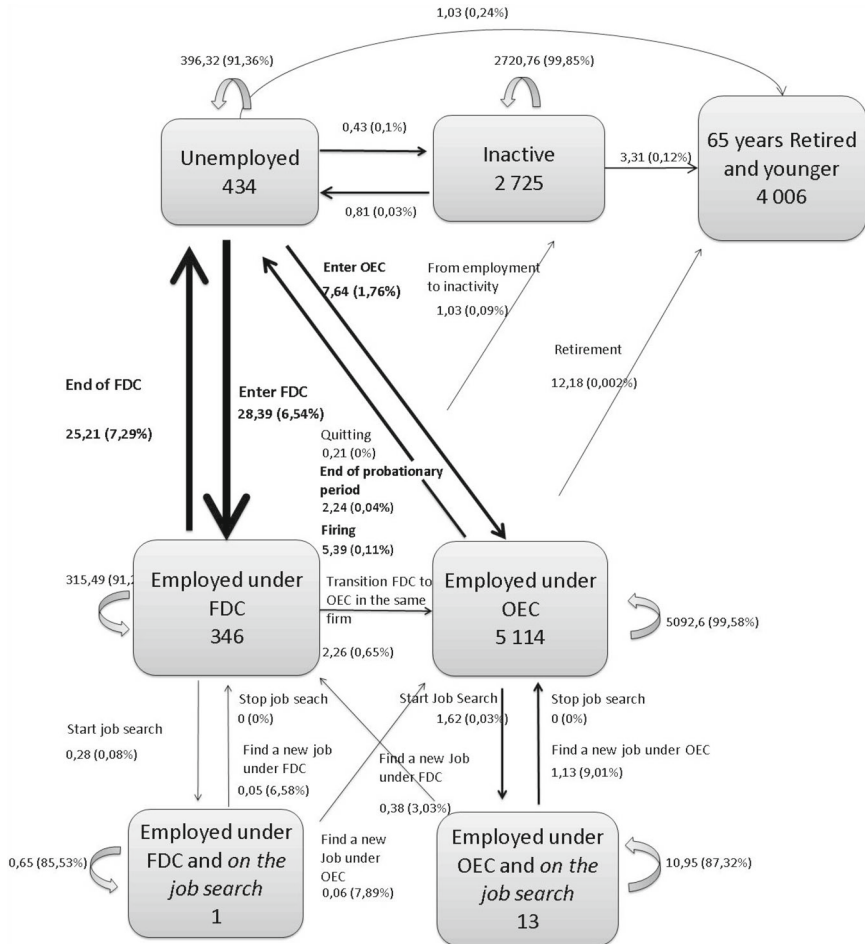 1,03 (0,24%)
396,32 (91,36%)
2720,76 (99,85%)
Unemployed
434
0,43 (0,1%)
0,81 (0,03%)
Inactive
2 725
3,31 (0,12%)
65 years Retired
and younger
4 006
Enter OEC
7,64 (1,76%)
From employment
to inactivity
1,03 (0,09%)
Retirement
12,18 (0,002%)
End of FDC
25,21 (7,29%)
Enter FDC
28,39 (6,54%)
Quitting
0,21 (0%)
End of probationary
period
2,24 (0,04%)
Firing
5,39 (0,11%)
315,49 (91,2
Employed under
FDC
346
Transition FDC to
OEC in the same
firm
2,26 (0,65%)
Employed under
OEC
5 114
5092,6 (99,58%)
Start job search
0,28 (0,08%)
Stop job seach
0 (0%)
Find a new job
under FDC
0,05 (6,58%)
Start Job Search
1,62 (0,03%)
Find a new Job
under FDC
0,38 (3,03%)
Stop job search
0 (0%)
Find a new job under OEC
1,13 (9,01%)
0,65 (85,53%)
Employed under
FDC and on the
job search
1
Find a new
Job under
OEC
0,06 (7,89%)
Employed under
OEC and on the
job search
13
10,95 (87,32%)